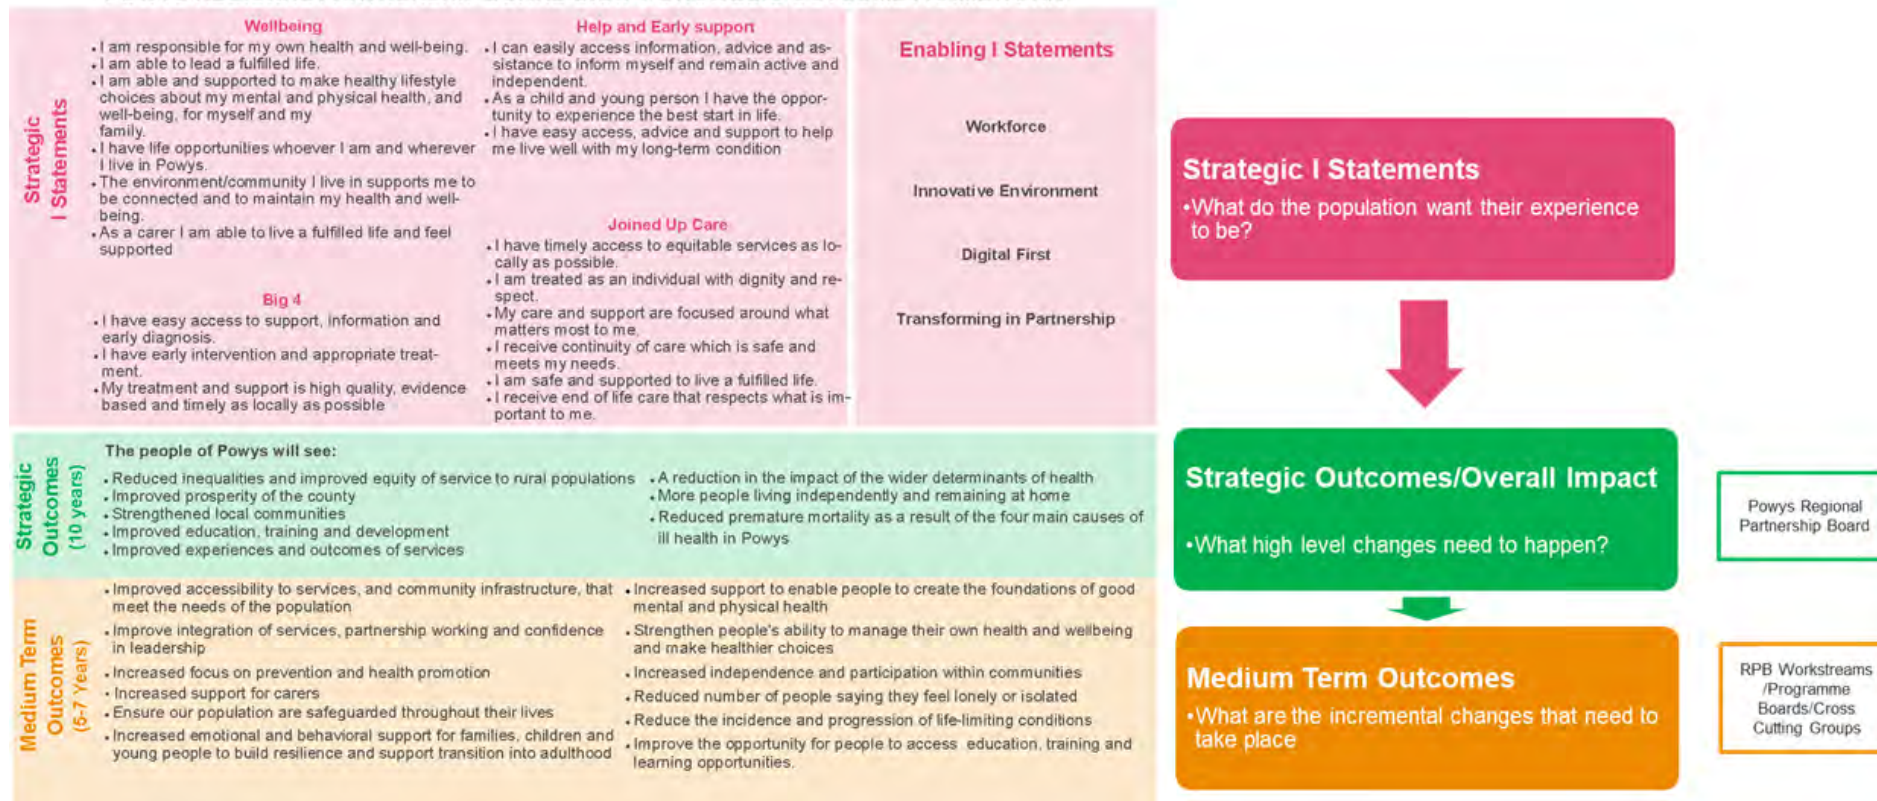 Strategic
I Statements
Wellbeing
• I am responsible for my own health and well-being.
• I am able to lead a fulfilled life.
• I am able and supported to make healthy lifestyle
choices about my mental and physical health, and
well-being, for myself and my
family.
• I have life opportunities whoever I am and wherever
I live in Powys.
• The environment/community I live in supports me to
be connected and to maintain my health and well-
being.
• As a carer I am able to live a fulfilled life and feel
supported
Big 4
• I have easy access to support, information and
early diagnosis.
• I have early intervention and appropriate treat-
ment.
• My treatment and support is high quality, evidence
based and timely as locally as possible
Help and Early support
• I can easily access information, advice and as-
sistance to inform myself and remain active and
independent.
• As a child and young person I have the oppor-
tunity to experience the best start in life.
• I have easy access, advice and support to help
me live well with my long-term condition
Joined Up Care
• I have timely access to equitable services as lo-
cally as possible.
• I am treated as an individual with dignity and re-
spect.
• My care and support are focused around what
matters most to me.
• I receive continuity of care which is safe and
meets my needs.
• I am safe and supported to live a fulfilled life.
• I receive end of life care that respects what is im-
portant to me.
Enabling I Statements
Workforce
Innovative Environment
Digital First
Transforming in Partnership
Strategic I Statements
•What do the population want their experience
to be?
Strategic
Outcomes
(10 years)
The people of Powys will see:
• Reduced inequalities and improved equity of service to rural populations
• Improved prosperity of the county
• Strengthened local communities
• Improved education, training and development
• Improved experiences and outcomes of services
• A reduction in the impact of the wider determinants of health
• More people living independently and remaining at home
• Reduced premature mortality as a result of the four main causes of
ill health in Powys
Strategic Outcomes/Overall Impact
•What high level changes need to happen?
Powys Regional
Partnership Board
Medium Term
Outcomes
(5-7 Years)
• Improved accessibility to services, and community infrastructure, that
meet the needs of the population
• Improve integration of services, partnership working and confidence
in leadership
• Increased focus on prevention and health promotion
• Increased support for carers
• Ensure our population are safeguarded throughout their lives
• Increased emotional and behavioral support for families, children and
young people to build resilience and support transition into adulthood
• Increased support to enable people to create the foundations of good
mental and physical health
• Strengthen people's ability to manage their own health and wellbeing
and make healthier choices
• Increased independence and participation within communities
• Reduced number of people saying they feel lonely or isolated
• Reduce the incidence and progression of life-limiting conditions
• Improve the opportunity for people to access education, training and
learning opportunities.
Medium Term Outcomes
•What are the incremental changes that need to
take place
RPB Workstreams
/Programme
Boards/Cross
Cutting Groups